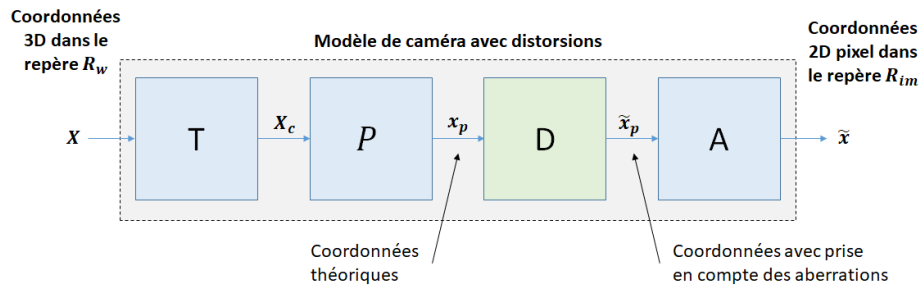 Coordonnées
3D dans le
repère R_w
Modèle de caméra avec distorsions
Coordonnées
2D pixel dans
le repère R_im
X
T
X_c
P
x_p
D
x̃_p
A
x̃
Coordonnées
théoriques
Coordonnées avec prise
en compte des aberrations